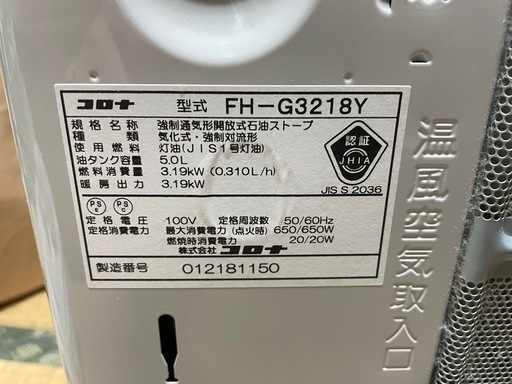 コロナ 型式 FH-G3218Y
規格名称 強制通気形開放式石油ストーブ
種類 気化式・強制対流形
使用燃料 灯油(JIS1号灯油)
油タンク容量 5.0L
燃料消費量 3.19kW (0.310L/h)
暖房出力 3.19kW
認証
JHIA
JIS S 2036
PS E PS C
定格電圧 100V 定格周波数 50/60Hz
定格消費電力 最大消費電力(点火時) 650/650W
燃焼時消費電力 20/20W
株式会社 コロナ
製造番号 012181150
温風空気取入口